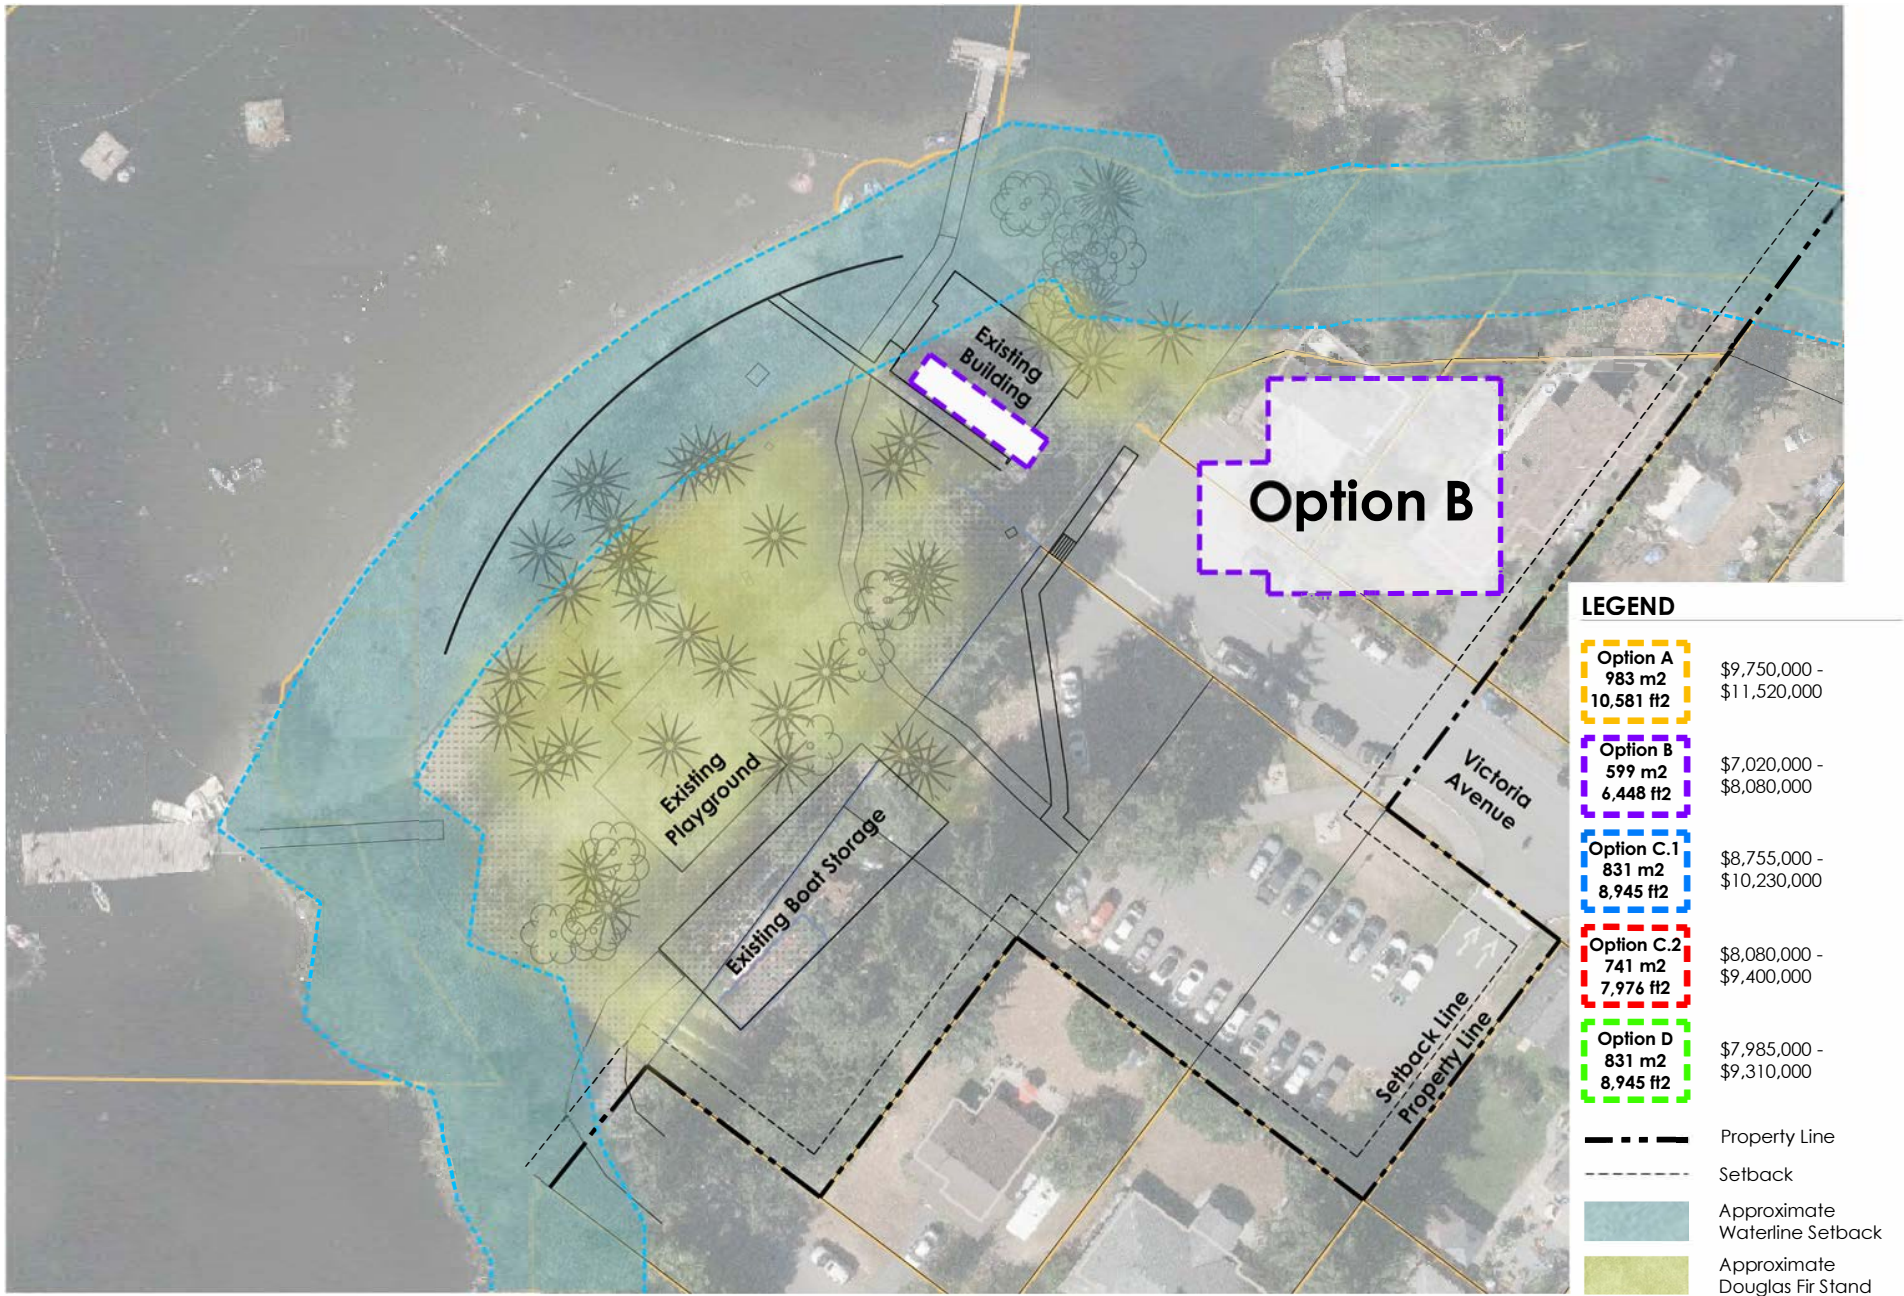 Existing
Building
Option B
Existing
Playground
Existing Boat Storage
Victoria
Avenue
Setback Line
Property Line
LEGEND
Option A
983 m2
10,581 ft2
$9,750,000 -
$11,520,000
Option B
599 m2
6,448 ft2
$7,020,000 -
$8,080,000
Option C.1
831 m2
8,945 ft2
$8,755,000 -
$10,230,000
Option C.2
741 m2
7,976 ft2
$8,080,000 -
$9,400,000
Option D
831 m2
8,945 ft2
$7,985,000 -
$9,310,000
Property Line
Setback
Approximate
Waterline Setback
Approximate
Douglas Fir Stand